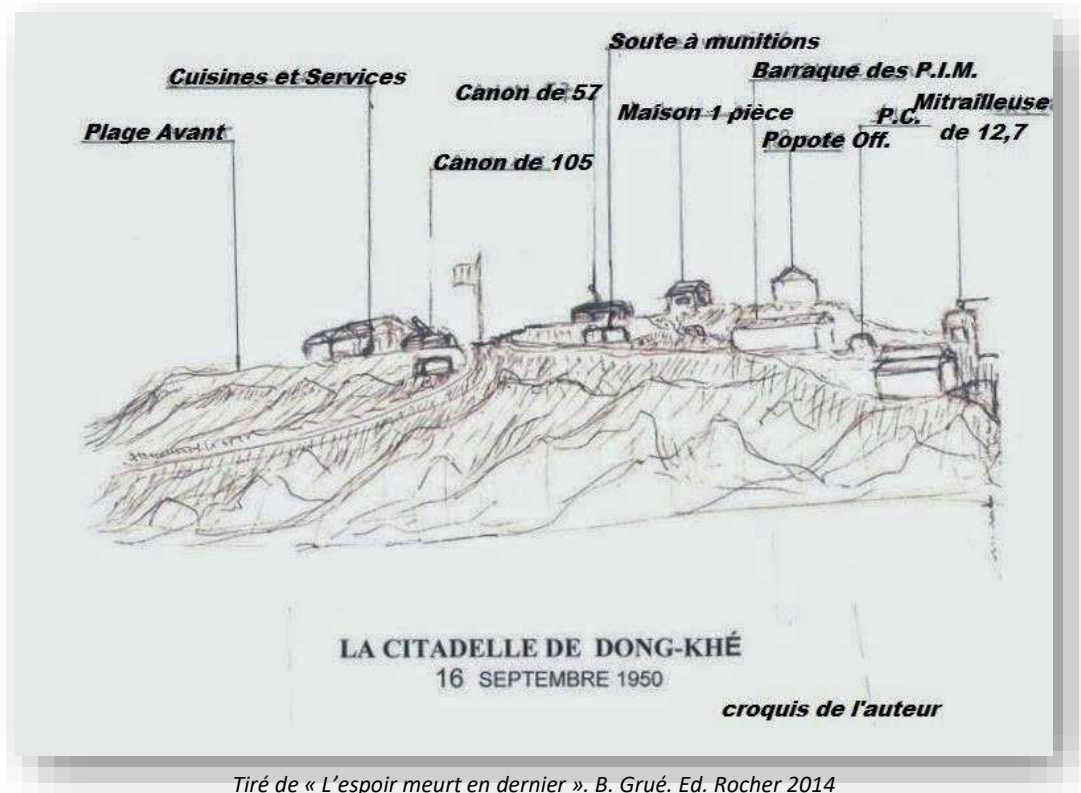 Soute à munitions
Cuisines et Services
Barraque des P.I.M.
Canon de 57
Mitrailleuse
de 12,7
Maison 1 pièce
P.C.
Plage Avant
Popote Off.
Canon de 105
LA CITADELLE DE DONG-KHÉ
16 SEPTEMBRE 1950
croquis de l'auteur
Tiré de « L'espoir meurt en dernier ». B. Grué. Ed. Rocher 2014